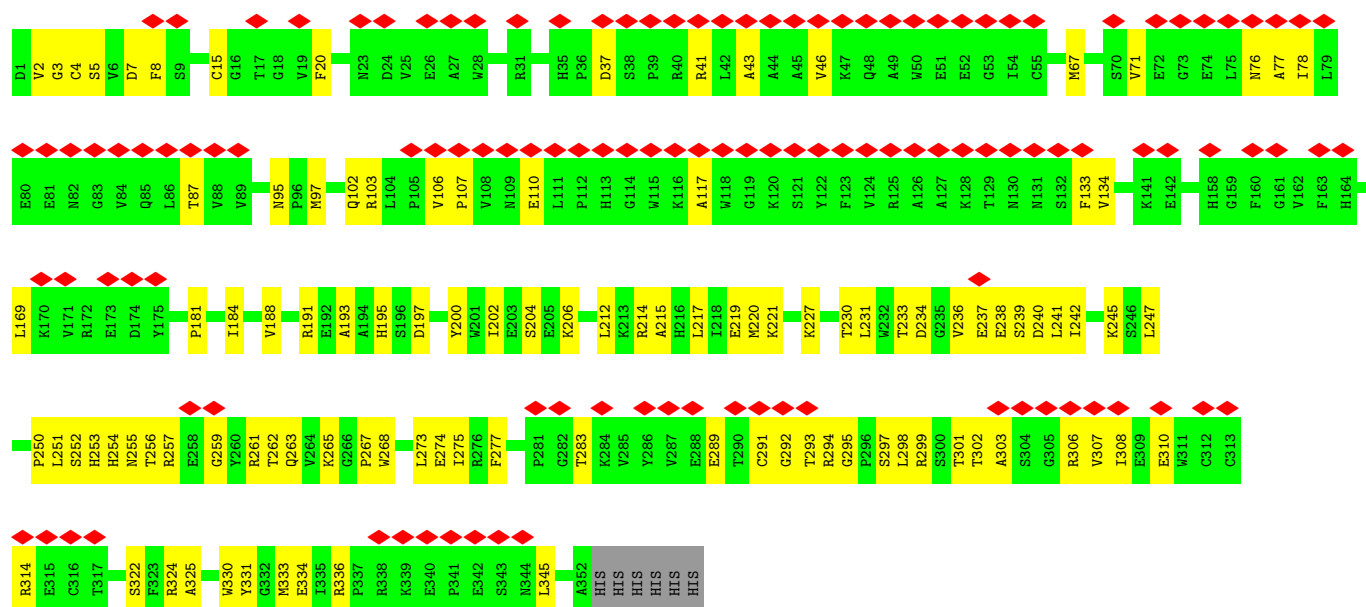 D1 V2 G3 C4 S5 V6 D7 F8 S9 C15 G16 T17 G18 V19 F20 N23 D24 V25 E26 A27 W28 R31 H35 P36 D37 S38 P39 R40 R41 L42 A43 A44 A45 V46 K47 Q48 A49 W50 E51 E52 G53 I54 C55 M67 S70 V71 E72 G73 E74 L75 N76 A77 I78 L79
E80 E81 N82 G83 V84 Q85 L86 T87 V88 V89 N95 P96 M97 Q102 R103 L104 P105 V106 P107 V108 N109 E110 L111 P112 H113 G114 W115 K116 A117 W118 G119 K120 S121 Y122 F123 V124 R125 A126 A127 K128 T129 N130 N131 S132 F133 V134 K141 E142 H158 G159 F160 G161 V162 F163 H164
L169 K170 V171 R172 E173 D174 Y175 P181 I184 V188 R191 E192 A193 A194 H195 S196 D197 Y200 W201 I202 E203 S204 E205 K206 L212 K213 R214 A215 H216 L217 I218 E219 M220 K221 K227 T230 L231 W232 T233 D234 G235 V236 E237 E238 S239 D240 L241 I242 K245 S246 L247
P250 L251 S252 H253 H254 N255 T256 R257 E258 G259 Y260 R261 T262 Q263 V264 K265 G266 P267 W268 L273 E274 I275 R276 F277 P281 G282 T283 K284 V285 Y286 V287 E288 E289 T290 C291 G292 T293 R294 G295 P296 S297 L298 R299 S300 T301 T302 A303 S304 G305 R306 V307 I308 E309 E310 W311 C312 C313
R314 E315 C316 T317 S322 F323 R324 A325 W330 Y331 G332 M333 E334 I335 R336 P337 R338 K339 E340 P341 E342 S343 N344 L345 A352 HIS HIS HIS HIS HIS HIS